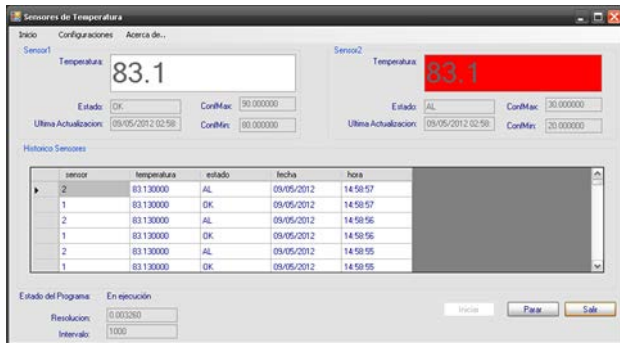 Sensores de Temperatura
Inicio Configuraciones Acerca de...
Sensor1
Temperatura: 83.1
Estado: OK ConfMax: 90.000000
Ultima Actualizacion: 09/05/2012 02:58: ConfMin: 80.000000
Sensor2
Temperatura: 83.1
Estado: AL ConfMax: 30.000000
Ultima Actualizacion: 09/05/2012 02:58: ConfMin: 20.000000
Historico Sensores
sensor temperatura estado fecha hora
2 83.130000 AL 09/05/2012 14:58:57
1 83.130000 OK 09/05/2012 14:58:57
2 83.130000 AL 09/05/2012 14:58:56
1 83.130000 OK 09/05/2012 14:58:56
2 83.130000 AL 09/05/2012 14:58:55
1 83.130000 OK 09/05/2012 14:58:55
Estado del Programa: En ejecución
Resolucion: 0.003260
Intervalo: 1000
Iniciar Parar Salir